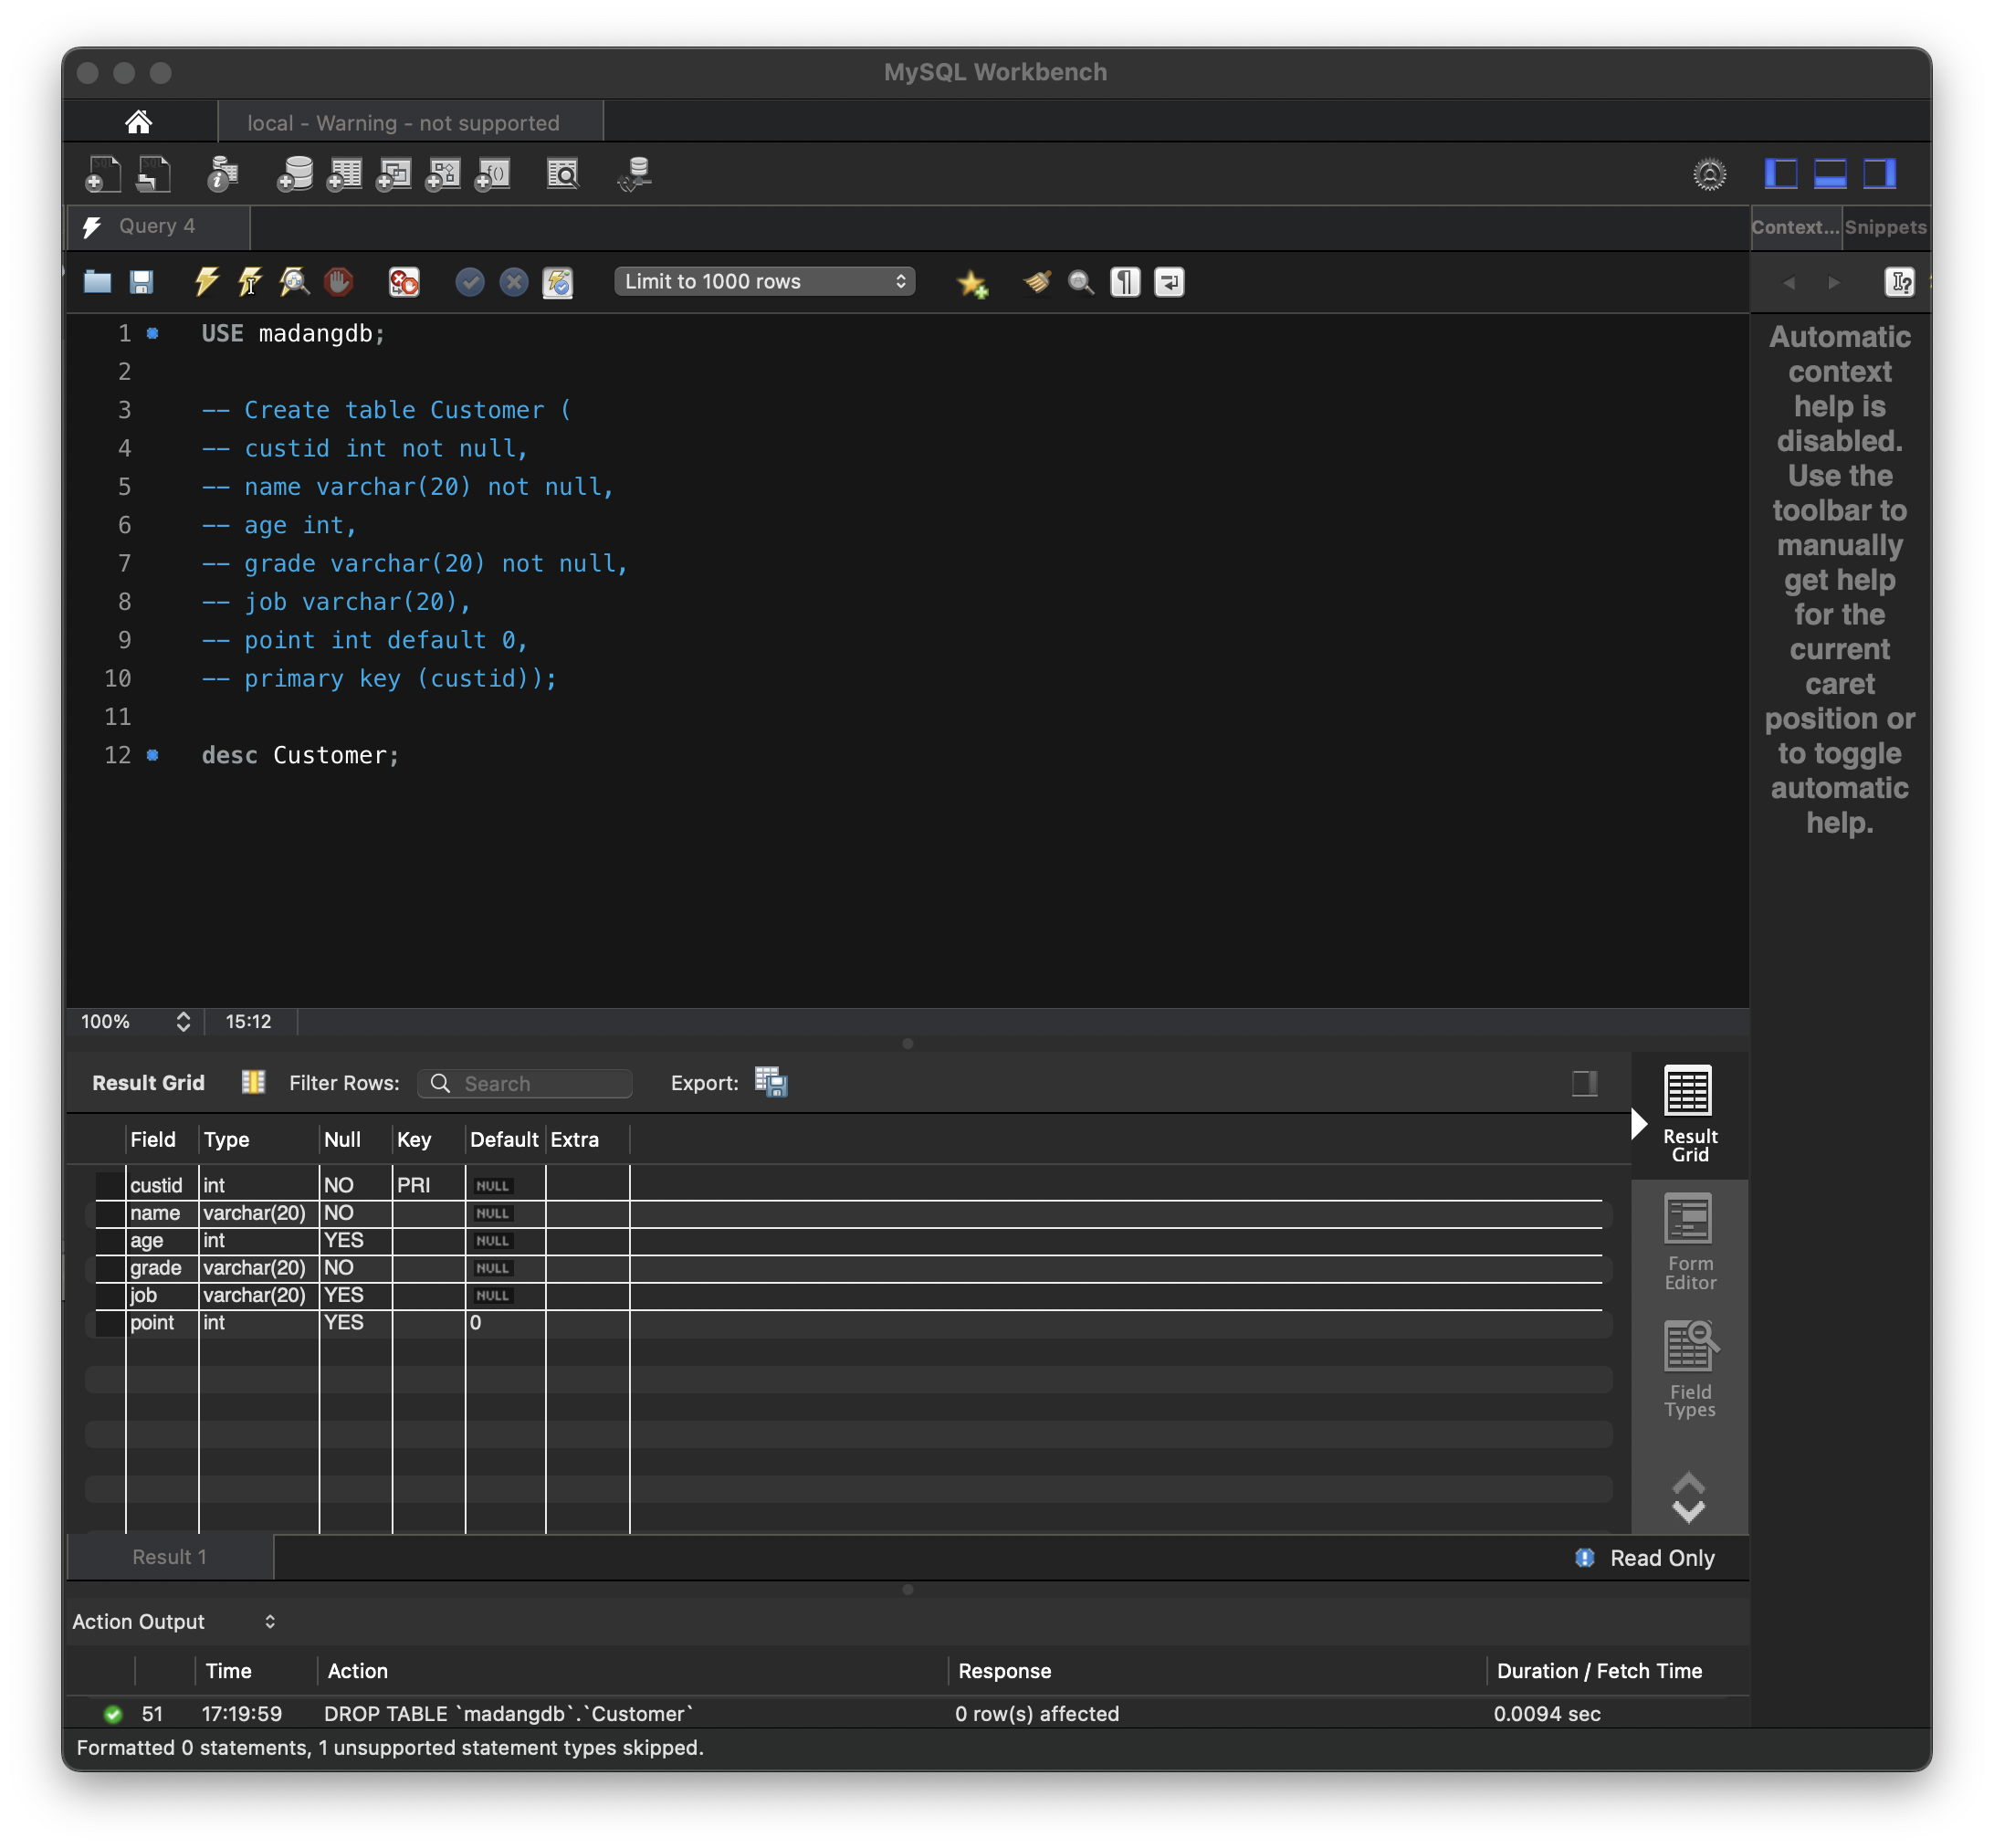 MySQL Workbench
local - Warning - not supported
Query 4
Context... Snippets
Limit to 1000 rows
1 USE madangdb;
2
3 -- Create table Customer (
4 -- custid int not null,
5 -- name varchar(20) not null,
6 -- age int,
7 -- grade varchar(20) not null,
8 -- job varchar(20),
9 -- point int default 0,
10 -- primary key (custid));
11
12 desc Customer;
Automatic
context
help is
disabled.
Use the
toolbar to
manually
get help
for the
current
caret
position or
to toggle
automatic
help.
100% 15:12
Result Grid Filter Rows: Search Export:
Field Type Null Key Default Extra
custid int NO PRI NULL
name varchar(20) NO NULL
age int YES NULL
grade varchar(20) NO NULL
job varchar(20) YES NULL
point int YES 0
Result
Grid
Form
Editor
Field
Types
Result 1 Read Only
Action Output
Time Action Response Duration / Fetch Time
51 17:19:59 DROP TABLE `madangdb`.`Customer` 0 row(s) affected 0.0094 sec
Formatted 0 statements, 1 unsupported statement types skipped.